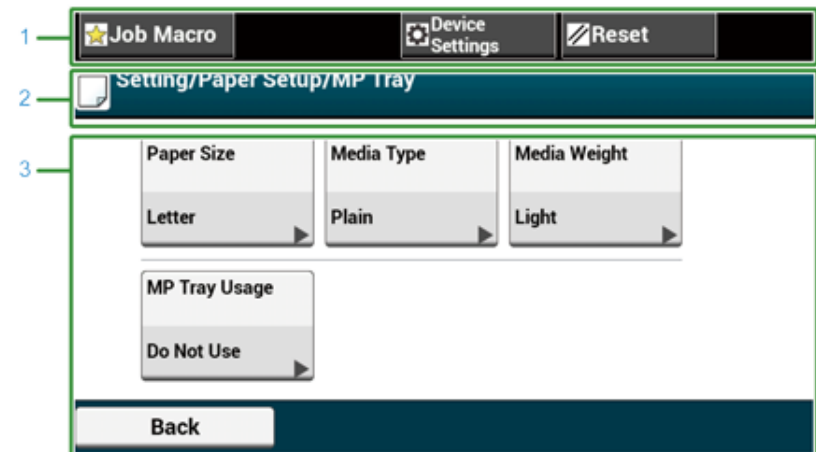 1
Job Macro
Device
Settings
Reset
2
Setting/Paper Setup/MP Tray
3
Paper Size
Media Type
Media Weight
Letter
Plain
Light
MP Tray Usage
Do Not Use
Back